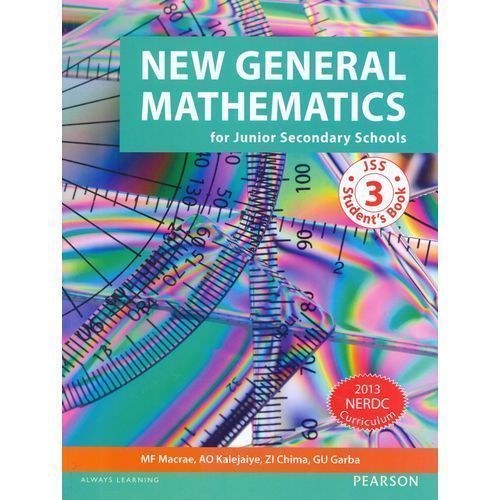 NEW GENERAL
MATHEMATICS
for Junior Secondary Schools
JSS
3
Student's Book
2013
NERDC
Curriculum
MF Macrae, AO Kalejaiye, ZI Chima, GU Garba
ALWAYS LEARNING
PEARSON